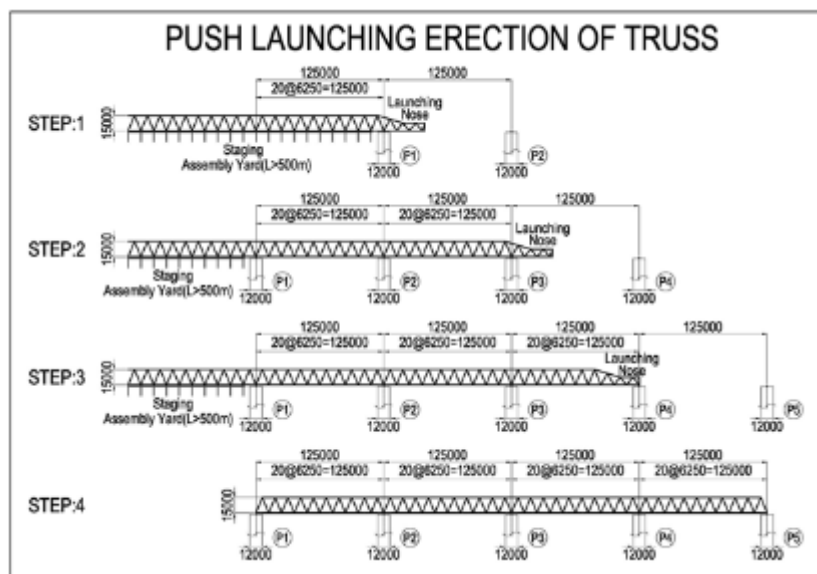 PUSH LAUNCHING ERECTION OF TRUSS
125000 125000
20@6250=125000
Launching
Nose
STEP:1
15000
Staging
Assembly Yard(L>500m)
P1 P2
12000 12000
125000 125000 125000
20@6250=125000 20@6250=125000
Launching
Nose
STEP:2
15000
Staging
Assembly Yard(L>500m)
P1 P2 P3 P4
12000 12000 12000 12000
125000 125000 125000 125000
20@6250=125000 20@6250=125000 20@6250=125000
Launching
Nose
STEP:3
15000
Staging
Assembly Yard(L>500m)
P1 P2 P3 P4 P5
12000 12000 12000 12000 12000
125000 125000 125000 125000
20@6250=125000 20@6250=125000 20@6250=125000 20@6250=125000
STEP:4
15000
P1 P2 P3 P4 P5
12000 12000 12000 12000 12000